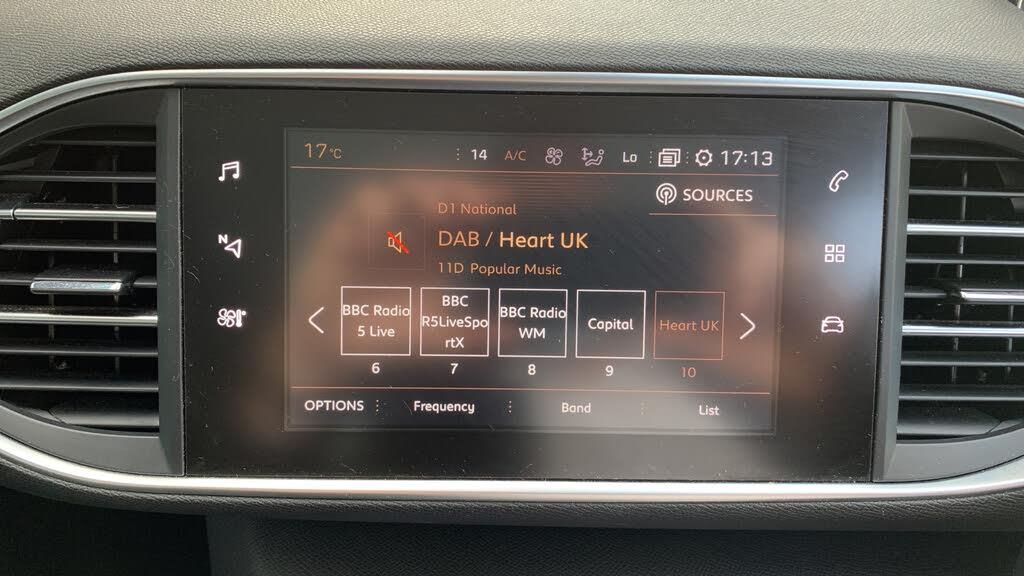 17°C 14 A/C Lo 17:13
SOURCES
D1 National
DAB / Heart UK
11D Popular Music
BBC Radio
5 Live
BBC
R5LiveSpo
rtX
BBC Radio
WM
Capital
Heart UK
6 7 8 9 10
OPTIONS Frequency Band List
N